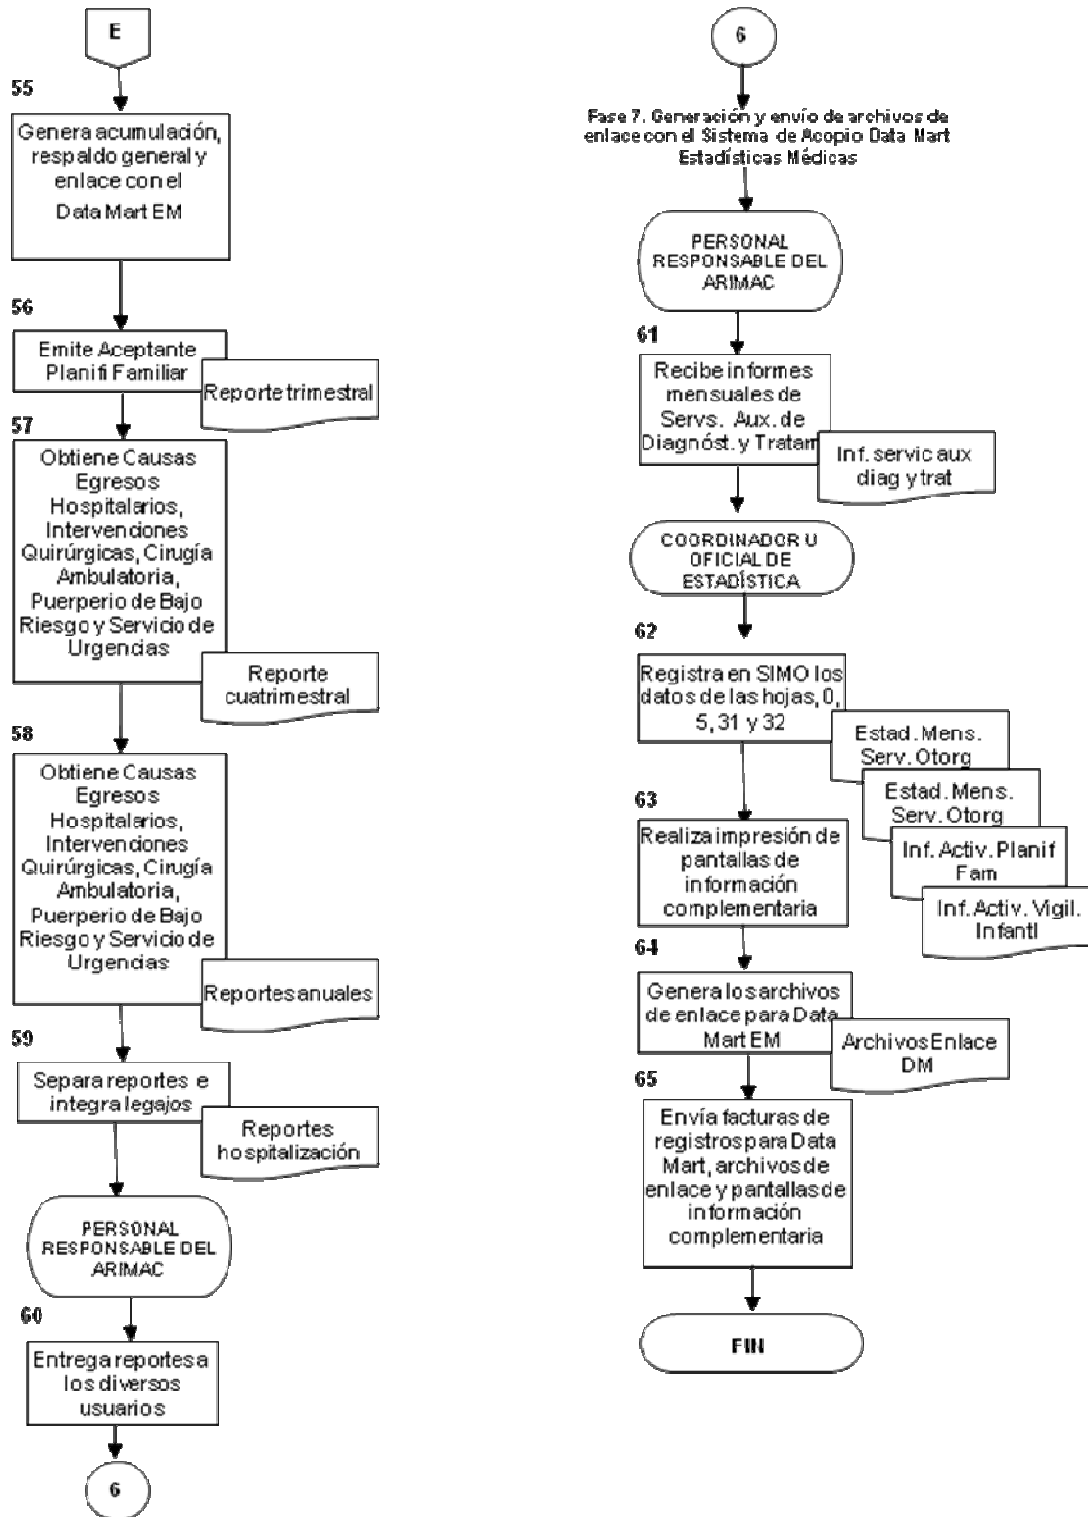 E
55
Genera acumulación,
respaldo general y
enlace con el
Data Mart EM
56
Emite Aceptante
Planifi Familiar
Reporte trimestral
57
Obtiene Causas
Egresos
Hospitalarios,
Intervenciones
Quirúrgicas, Cirugía
Ambulatoria,
Puerperio de Bajo
Riesgo y Servicio de
Urgencias
Reporte
cuatrimestral
58
Obtiene Causas
Egresos
Hospitalarios,
Intervenciones
Quirúrgicas, Cirugía
Ambulatoria,
Puerperio de Bajo
Riesgo y Servicio de
Urgencias
Reportes anuales
59
Separa reportes e
integra legajos
Reportes
hospitalización
PERSONAL
RESPONSABLE DEL
ARIMAC
60
Entrega reportes a
los diversos
usuarios
6
6
Fase 7. Generación y envío de archivos de
enlace con el Sistema de Acopio Data Mart
Estadísticas Médicas
PERSONAL
RESPONSABLE DEL
ARIMAC
61
Recibe informes
mensuales de
Servs. Aux. de
Diagnóst. y Tratam
Inf. servic aux
diag y trat
COORDINADOR U
OFICIAL DE
ESTADÍSTICA
62
Registra en SIMO los
datos de las hojas, 0,
5, 31 y 32
Estad. Mens.
Serv. Otorg
Estad. Mens.
Serv. Otorg
Inf. Activ. Planif
Fam
Inf. Activ. Vigil.
Infantl
63
Realiza impresión de
pantallas de
información
complementaria
64
Genera los archivos
de enlace para Data
Mart EM
Archivos Enlace
DM
65
Envía facturas de
registros para Data
Mart, archivos de
enlace y pantallas de
información
complementaria
FIN